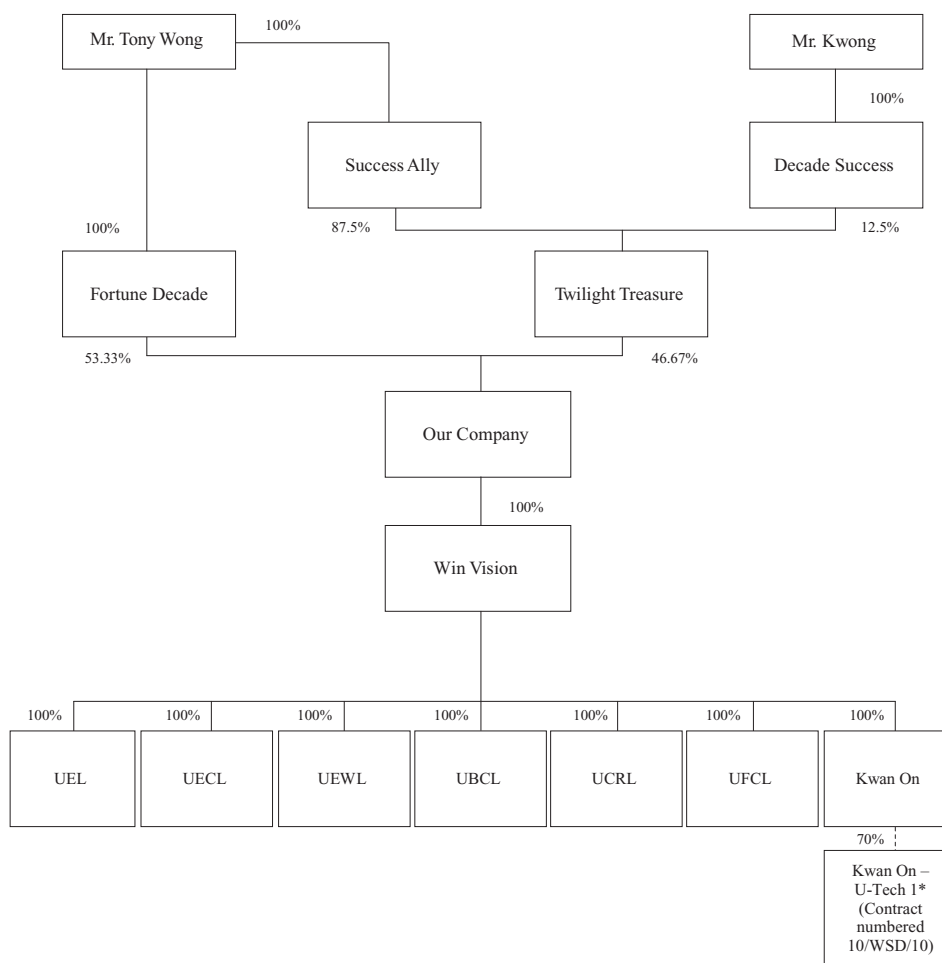 Mr. Tony Wong
100%
Mr. Kwong
100%
Success Ally
Decade Success
100%
87.5%
12.5%
Fortune Decade
Twilight Treasure
53.33%
46.67%
Our Company
100%
Win Vision
100%
100%
100%
100%
100%
100%
100%
UEL
UECL
UEWL
UBCL
UCRL
UFCL
Kwan On
70%
Kwan On –
U-Tech 1*
(Contract
numbered
10/WSD/10)